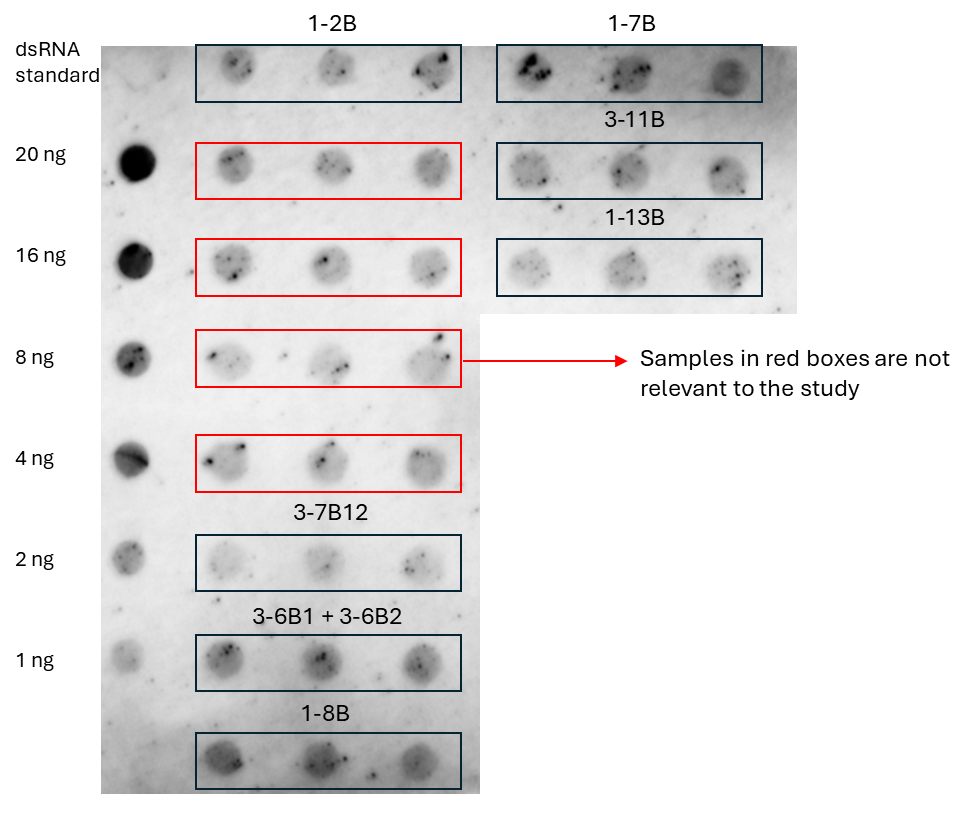 1-2B
1-7B
dsRNA
standard
3-11B
20 ng
1-13B
16 ng
8 ng
Samples in red boxes are not
relevant to the study
4 ng
3-7B12
2 ng
3-6B1 + 3-6B2
1 ng
1-8B